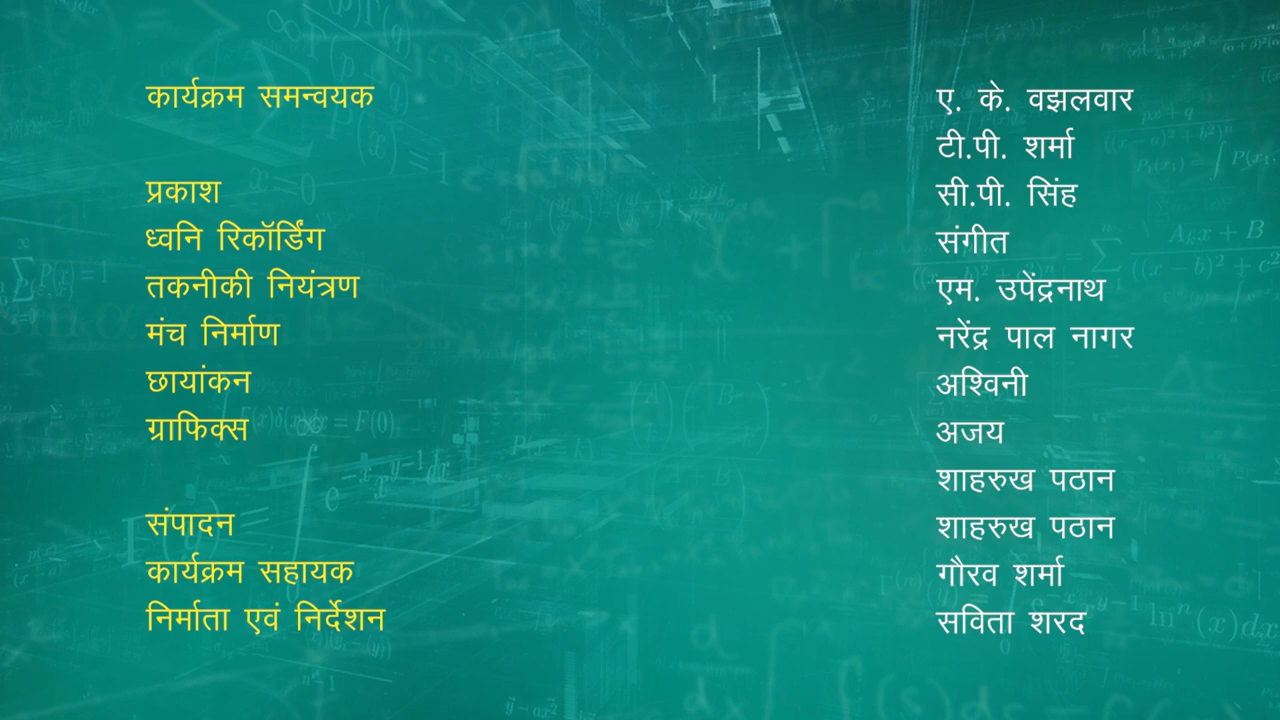 कार्यक्रम समन्वयक ए. के. वझलवार
टी.पी. शर्मा
प्रकाश सी.पी. सिंह
ध्वनि रिकॉर्डिंग संगीत
तकनीकी नियंत्रण एम. उपेंद्रनाथ
मंच निर्माण नरेंद्र पाल नागर
छायांकन अश्विनी
ग्राफिक्स अजय
शाहरुख पठान
संपादन शाहरुख पठान
कार्यक्रम सहायक गौरव शर्मा
निर्माता एवं निर्देशन सविता शरद